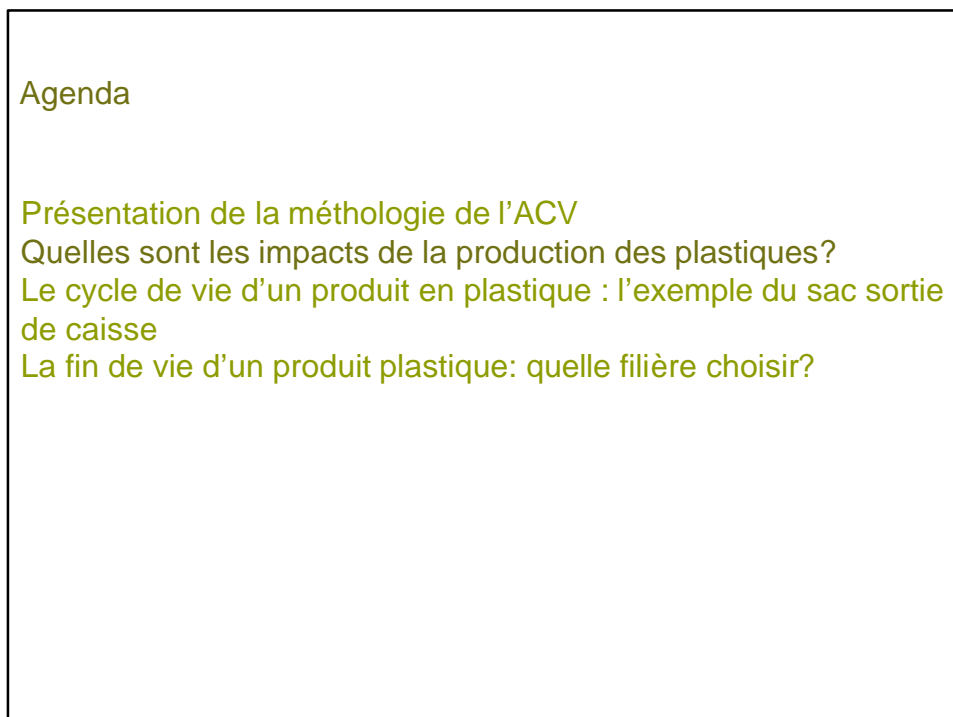 Agenda
Présentation de la méthologie de l’ACV
Quelles sont les impacts de la production des plastiques?
Le cycle de vie d’un produit en plastique : l’exemple du sac sortie
de caisse
La fin de vie d’un produit plastique: quelle filière choisir?